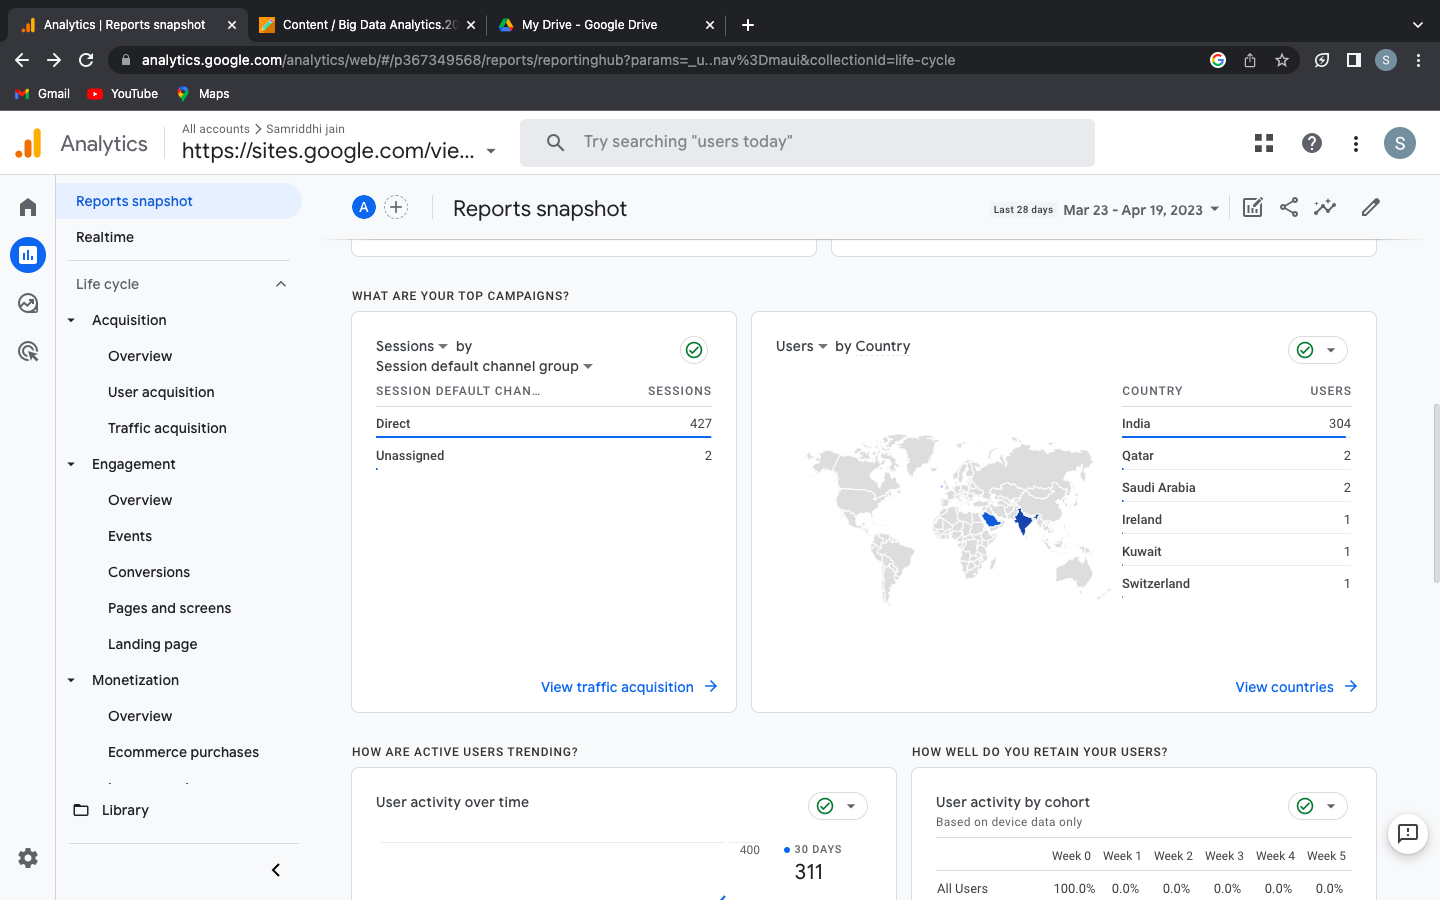 Analytics | Reports snapshot
Content / Big Data Analytics.20
My Drive - Google Drive
analytics.google.com/analytics/web/#/p367349568/reports/reportinghub?params=_u..nav%3Dmaui&collectionId=life-cycle
S
Gmail
YouTube
Maps
Analytics
All accounts > Samriddhi jain
https://sites.google.com/vie...
Try searching "users today"
S
Reports snapshot
Realtime
Life cycle
Acquisition
Overview
User acquisition
Traffic acquisition
Engagement
Overview
Events
Conversions
Pages and screens
Landing page
Monetization
Overview
Ecommerce purchases
Library
A
Reports snapshot
Last 28 days Mar 23 - Apr 19, 2023
WHAT ARE YOUR TOP CAMPAIGNS?
Sessions by
Session default channel group
SESSION DEFAULT CHAN... SESSIONS
Direct 427
Unassigned 2
View traffic acquisition
Users by Country
COUNTRY USERS
India 304
Qatar 2
Saudi Arabia 2
Ireland 1
Kuwait 1
Switzerland 1
View countries
HOW ARE ACTIVE USERS TRENDING?
User activity over time
400
30 DAYS
311
HOW WELL DO YOU RETAIN YOUR USERS?
User activity by cohort
Based on device data only
Week 0 Week 1 Week 2 Week 3 Week 4 Week 5
All Users 100.0% 0.0% 0.0% 0.0% 0.0% 0.0%